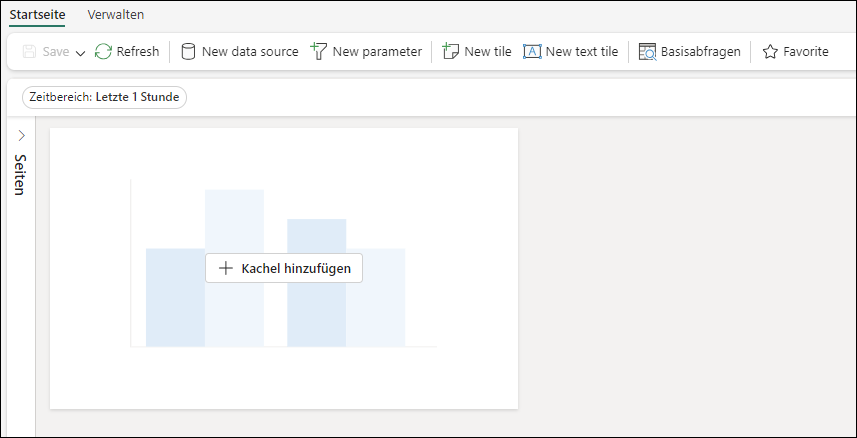 Startseite Verwalten
Save Refresh New data source New parameter New tile New text tile Basisabfragen Favorite
Zeitbereich: Letzte 1 Stunde
Seiten
Kachel hinzufügen